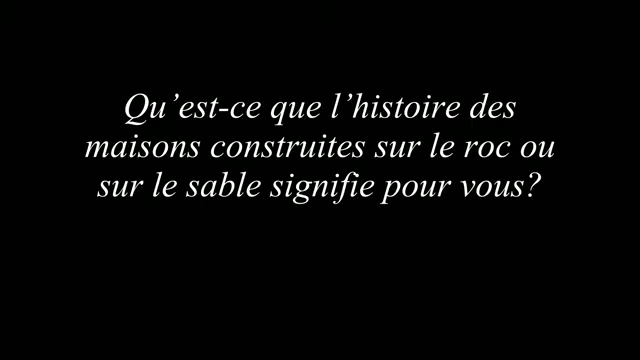 Qu’est-ce que l’histoire des
maisons construites sur le roc ou
sur le sable signifie pour vous?